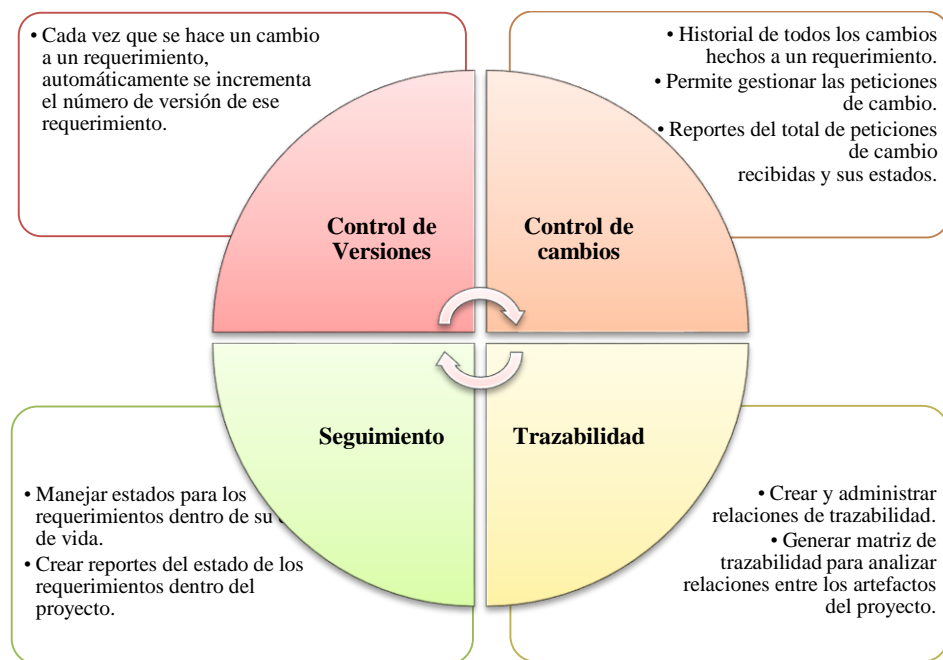 • Cada vez que se hace un cambio
a un requerimiento,
automáticamente se incrementa
el número de versión de ese
requerimiento.
• Historial de todos los cambios
hechos a un requerimiento.
• Permite gestionar las peticiones
de cambio.
• Reportes del total de peticiones
de cambio
recibidas y sus estados.
Control de
Versiones
Control de
cambios
Seguimiento
Trazabilidad
• Manejar estados para los
requerimientos dentro de su
de vida.
• Crear reportes del estado de los
requerimientos dentro del
proyecto.
• Crear y administrar
relaciones de trazabilidad.
• Generar matriz de
trazabilidad para analizar
relaciones entre los artefactos
del proyecto.